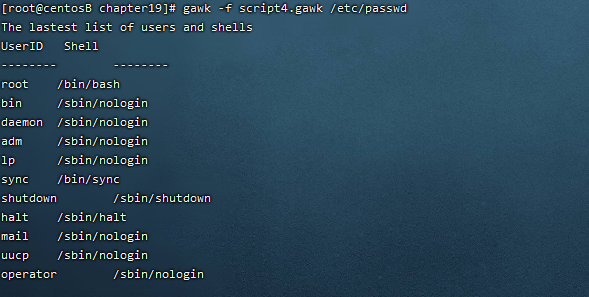 [root@centosB chapter19]# gawk -f script4.gawk /etc/passwd
The lastest list of users and shells
UserID   Shell
--------        --------
root    /bin/bash
bin     /sbin/nologin
daemon  /sbin/nologin
adm     /sbin/nologin
lp      /sbin/nologin
sync    /bin/sync
shutdown        /sbin/shutdown
halt    /sbin/halt
mail    /sbin/nologin
uucp    /sbin/nologin
operator        /sbin/nologin